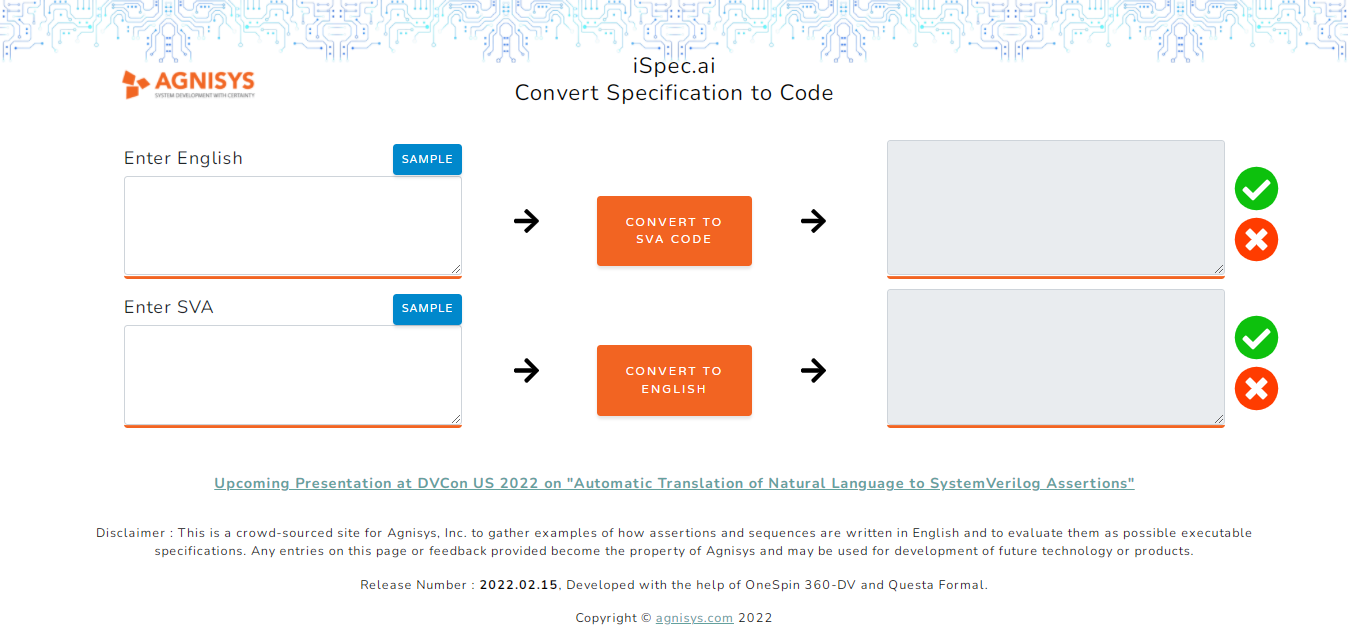 iSpec.ai
AGNISYS
SYSTEM DEVELOPMENT WITH CERTAINTY
Convert Specification to Code
Enter English
SAMPLE
CONVERT TO
SVA CODE
Enter SVA
SAMPLE
CONVERT TO
ENGLISH
Upcoming Presentation at DVCon US 2022 on "Automatic Translation of Natural Language to SystemVerilog Assertions"
Disclaimer : This is a crowd-sourced site for Agnisys, Inc. to gather examples of how assertions and sequences are written in English and to evaluate them as possible executable
specifications. Any entries on this page or feedback provided become the property of Agnisys and may be used for development of future technology or products.
Release Number : 2022.02.15, Developed with the help of OneSpin 360-DV and Questa Formal.
Copyright © agnisys.com 2022